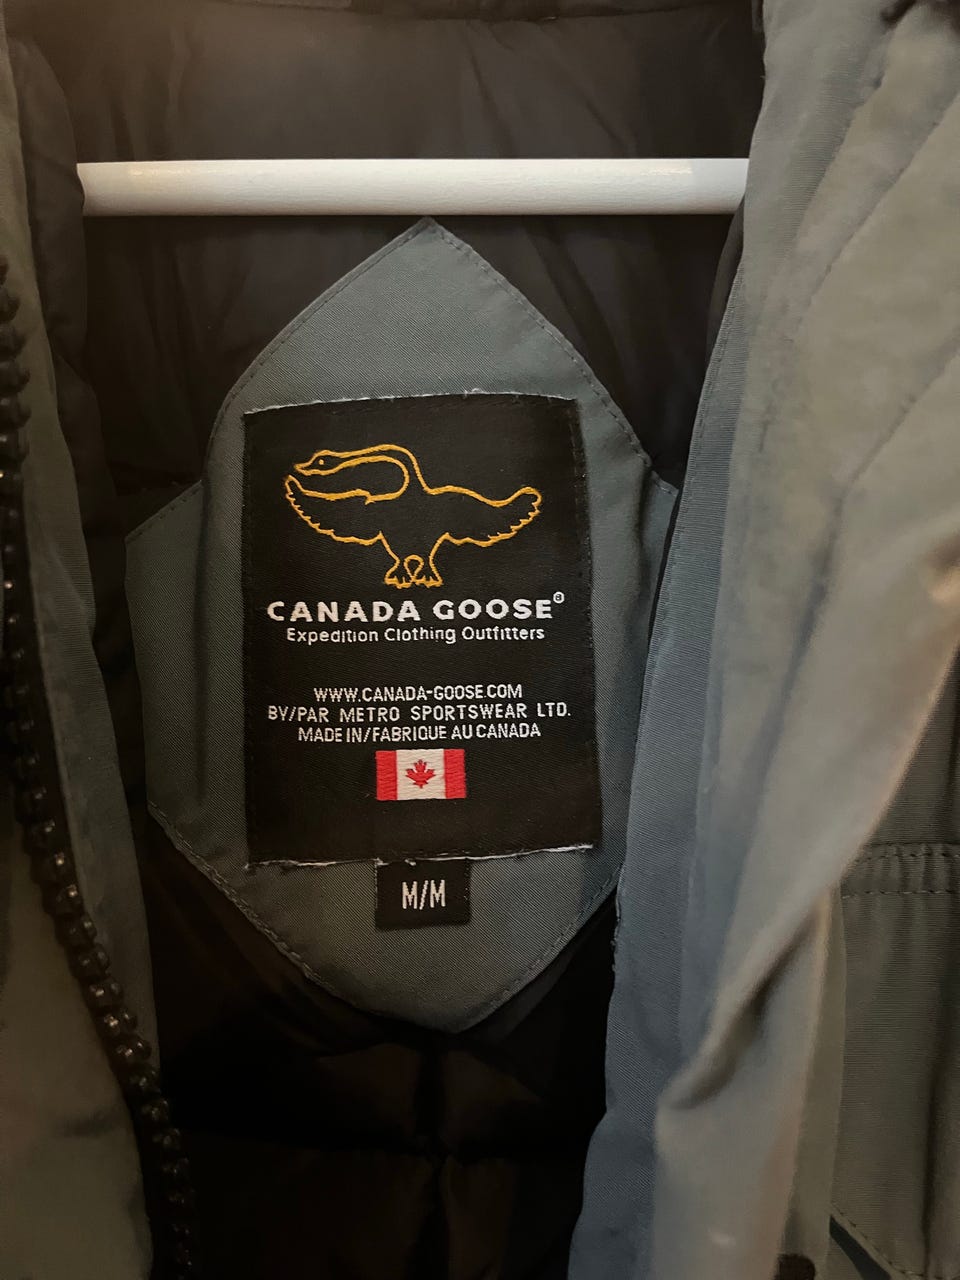 CANADA GOOSE®
Expedition Clothing Outfitters
WWW.CANADA-GOOSE.COM
BY/PAR METRO SPORTSWEAR LTD.
MADE IN/FABRIQUE AU CANADA
M/M